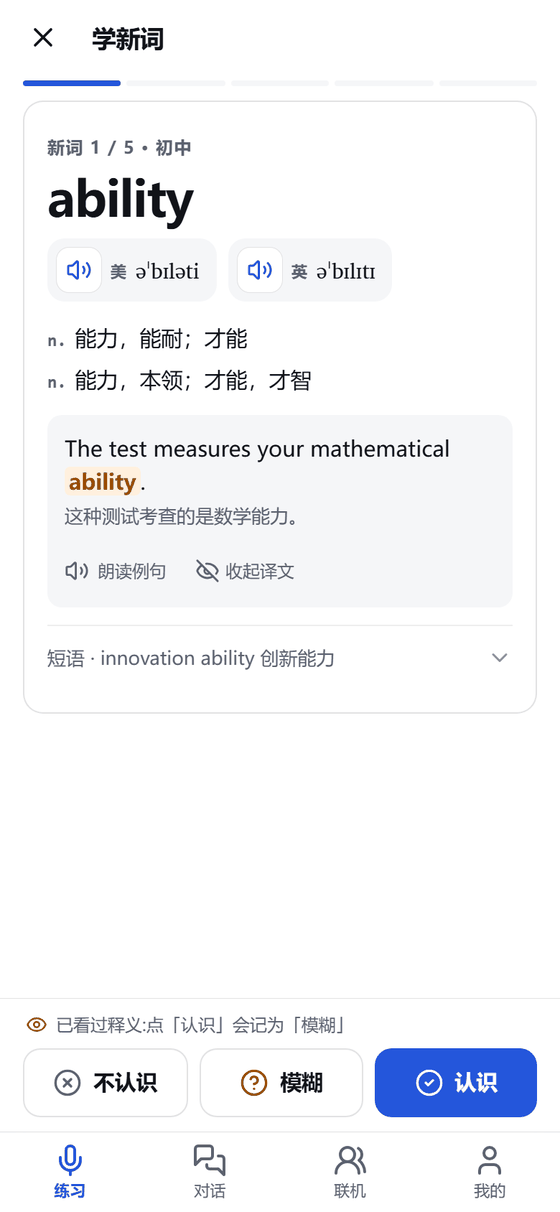 学新词
新词 1 / 5 • 初中
ability
美 əˈbɪləti 英 əˈbɪlɪtɪ
n. 能力，能耐；才能
n. 能力，本领；才能，才智
The test measures your mathematical
ability.
这种测试考查的是数学能力。
朗读例句 收起译文
短语 · innovation ability 创新能力
已看过释义:点「认识」会记为「模糊」
不认识 模糊 认识
练习 对话 联机 我的